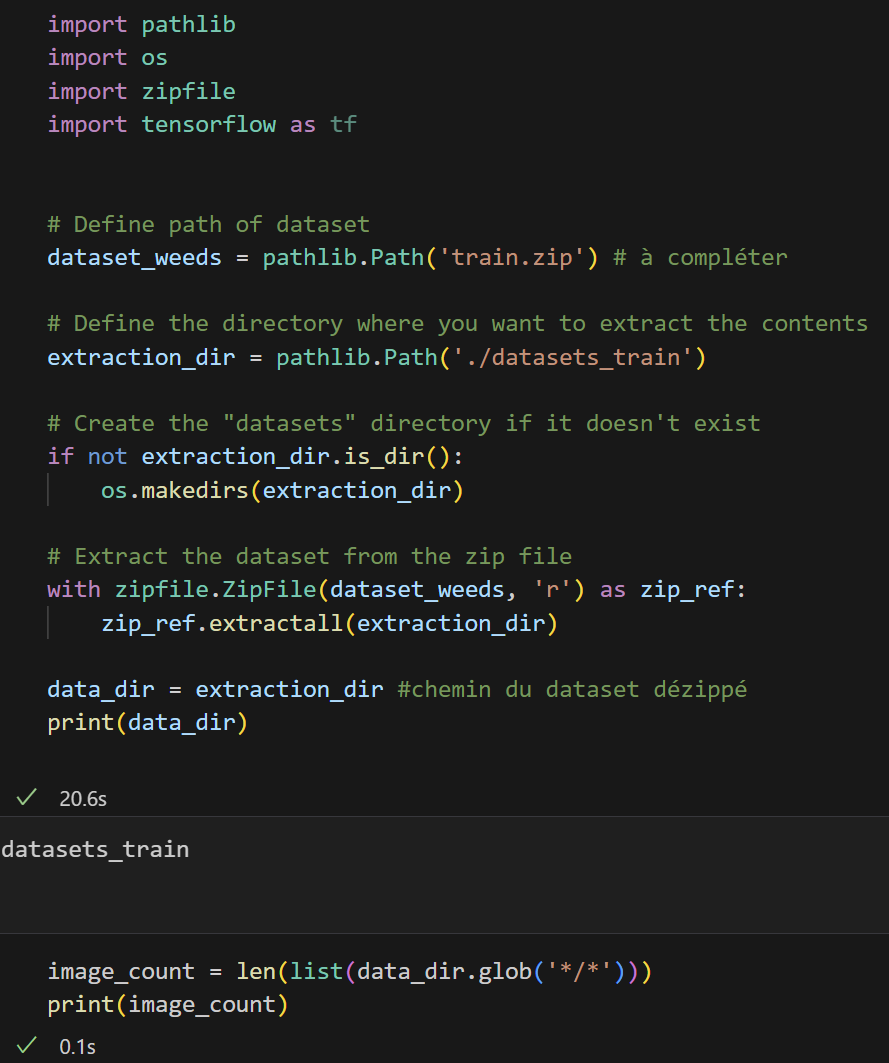 import pathlib
import os
import zipfile
import tensorflow as tf
# Define path of dataset
dataset_weeds = pathlib.Path('train.zip') # à compléter
# Define the directory where you want to extract the contents
extraction_dir = pathlib.Path('./datasets_train')
# Create the "datasets" directory if it doesn't exist
if not extraction_dir.is_dir():
    os.makedirs(extraction_dir)
# Extract the dataset from the zip file
with zipfile.ZipFile(dataset_weeds, 'r') as zip_ref:
    zip_ref.extractall(extraction_dir)
data_dir = extraction_dir #chemin du dataset dézippé
print(data_dir)
20.6s
datasets_train
image_count = len(list(data_dir.glob('*/*')))
print(image_count)
0.1s